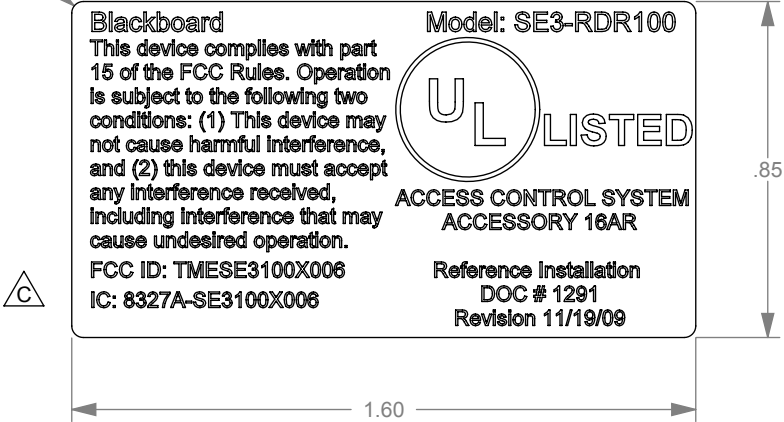 Blackboard
This device complies with part
15 of the FCC Rules. Operation
is subject to the following two
conditions: (1) This device may
not cause harmful interference,
and (2) this device must accept
any interference received,
including interference that may
cause undesired operation.
FCC ID: TMESE3100X006
IC: 8327A-SE3100X006
Model: SE3-RDR100
UL LISTED
ACCESS CONTROL SYSTEM
ACCESSORY 16AR
Reference Installation
DOC # 1291
Revision 11/19/09
C
.85
1.60